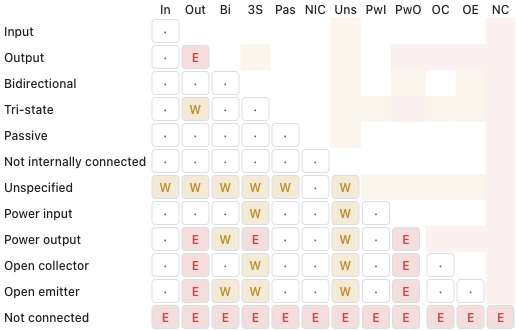 In Out Bi 3S Pas NIC Uns PwI PwO OC OE NC
Input ·
Output · E
Bidirectional · · ·
Tri-state · W · ·
Passive · · · · ·
Not internally connected · · · · · ·
Unspecified W W W W W · W
Power input · · · W · · W ·
Power output · E W E · · W · E
Open collector · E · W · · W · E ·
Open emitter · E W W · · W · E · ·
Not connected E E E E E E E E E E E E